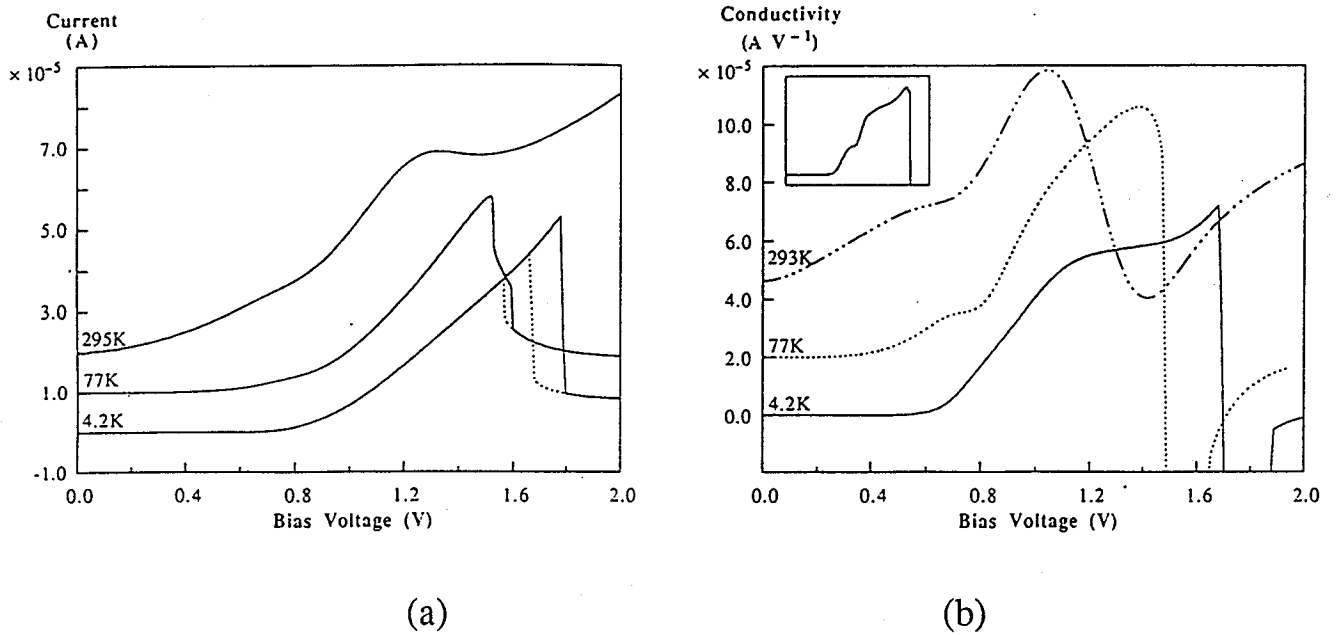 Current
(A)
× 10⁻⁵
7.0
5.0
3.0
1.0
-1.0
295K
77K
4.2K
0.0 0.4 0.8 1.2 1.6 2.0
Bias Voltage (V)
(a)
Conductivity
(A V⁻¹)
× 10⁻⁵
10.0
8.0
6.0
4.0
2.0
0.0
293K
77K
4.2K
0.0 0.4 0.8 1.2 1.6 2.0
Bias Voltage (V)
(b)